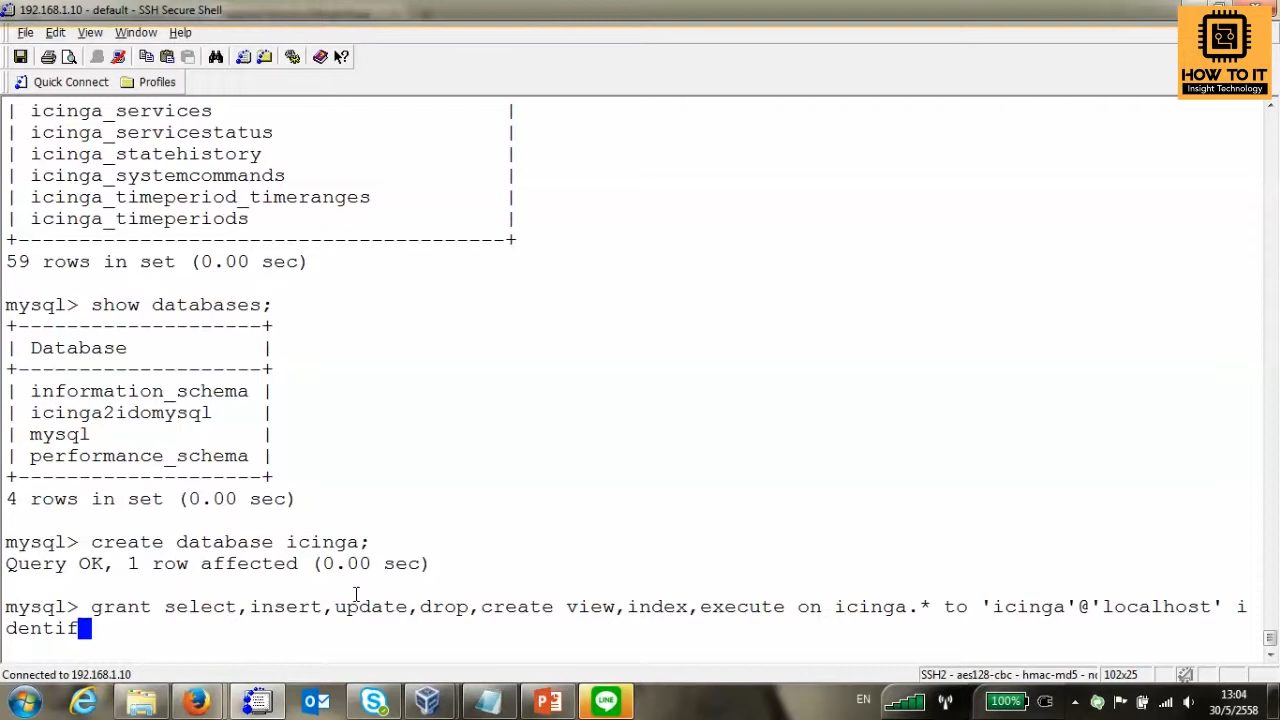 192.168.1.10 - default - SSH Secure Shell
File Edit View Window Help
Quick Connect Profiles
HOW TO IT
Insight Technology
| icinga_services |
| icinga_servicestatus |
| icinga_statehistory |
| icinga_systemcommands |
| icinga_timeperiod_timeranges |
| icinga_timeperiods |
+-----------------------------------------+
59 rows in set (0.00 sec)
mysql> show databases;
+--------------------+
| Database |
+--------------------+
| information_schema |
| icinga2idomysql |
| mysql |
| performance_schema |
+--------------------+
4 rows in set (0.00 sec)
mysql> create database icinga;
Query OK, 1 row affected (0.00 sec)
mysql> grant select,insert,update,drop,create view,index,execute on icinga.* to 'icinga'@'localhost' i
dentif
Connected to 192.168.1.10
SSH2 - aes128-cbc - hmac-md5 - nc 102x25
EN
100%
13:04
30/5/2558
LINE